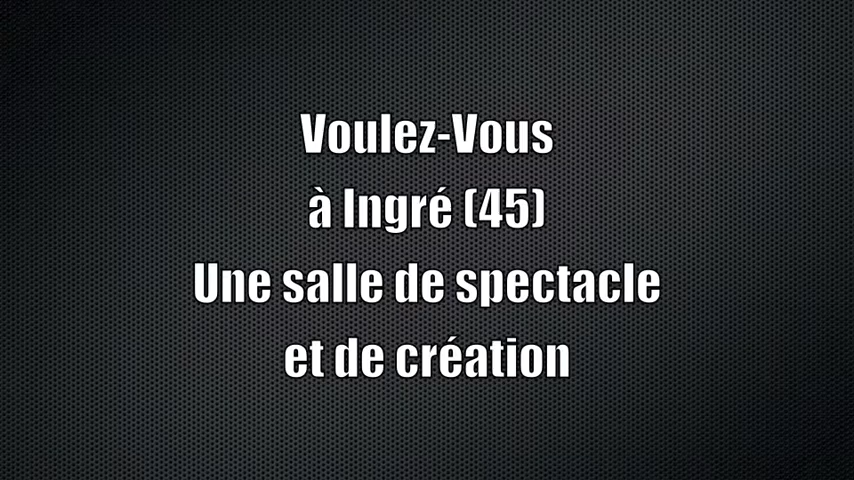 Voulez-Vous
à Ingré (45)
Une salle de spectacle
et de création